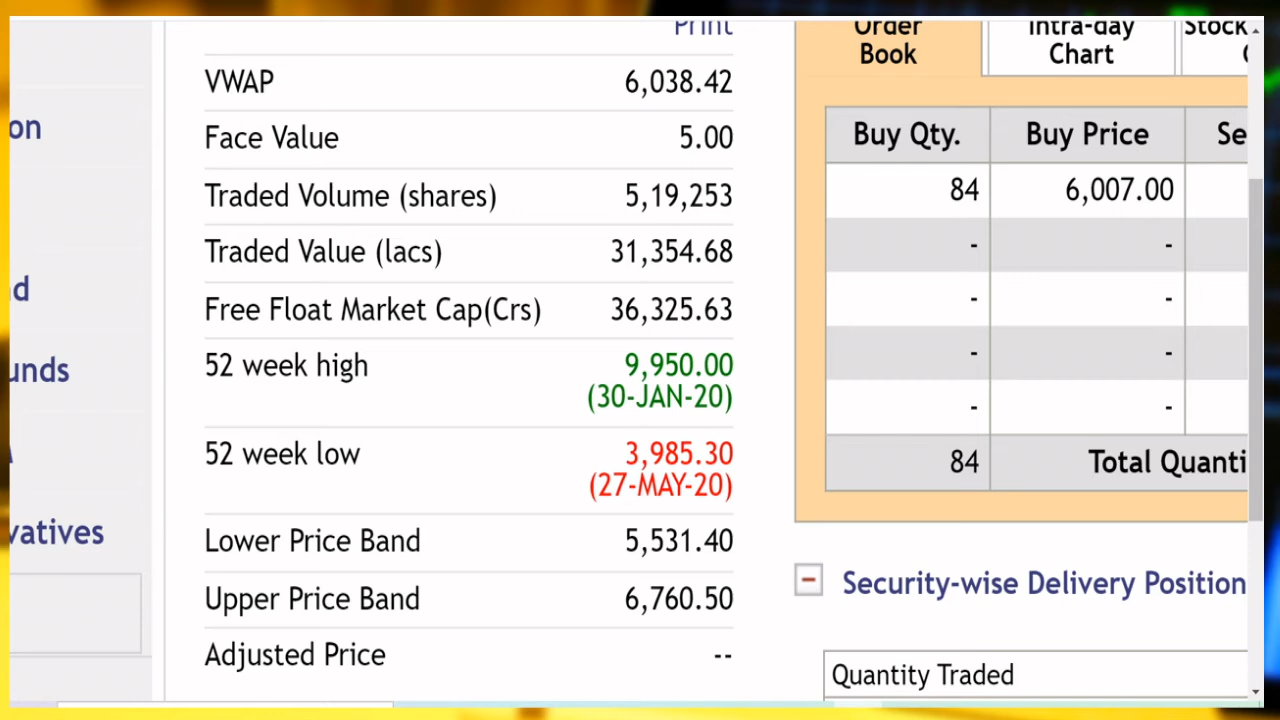 Print
VWAP 6,038.42
Face Value 5.00
Traded Volume (shares) 5,19,253
Traded Value (lacs) 31,354.68
Free Float Market Cap(Crs) 36,325.63
52 week high 9,950.00
(30-JAN-20)
52 week low 3,985.30
(27-MAY-20)
Lower Price Band 5,531.40
Upper Price Band 6,760.50
Adjusted Price --
on
unds
vatives
Order
Book
Intra-day
Chart
Stock
Buy Qty. Buy Price Se
84 6,007.00
- -
- -
- -
- -
84 Total Quanti
Security-wise Delivery Position
Quantity Traded